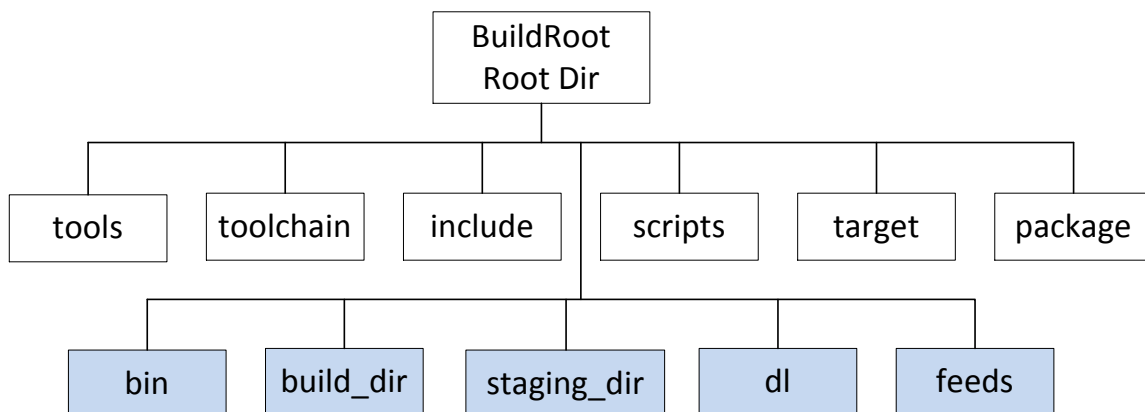 BuildRoot
Root Dir
tools
toolchain
include
scripts
target
package
bin
build_dir
staging_dir
dl
feeds